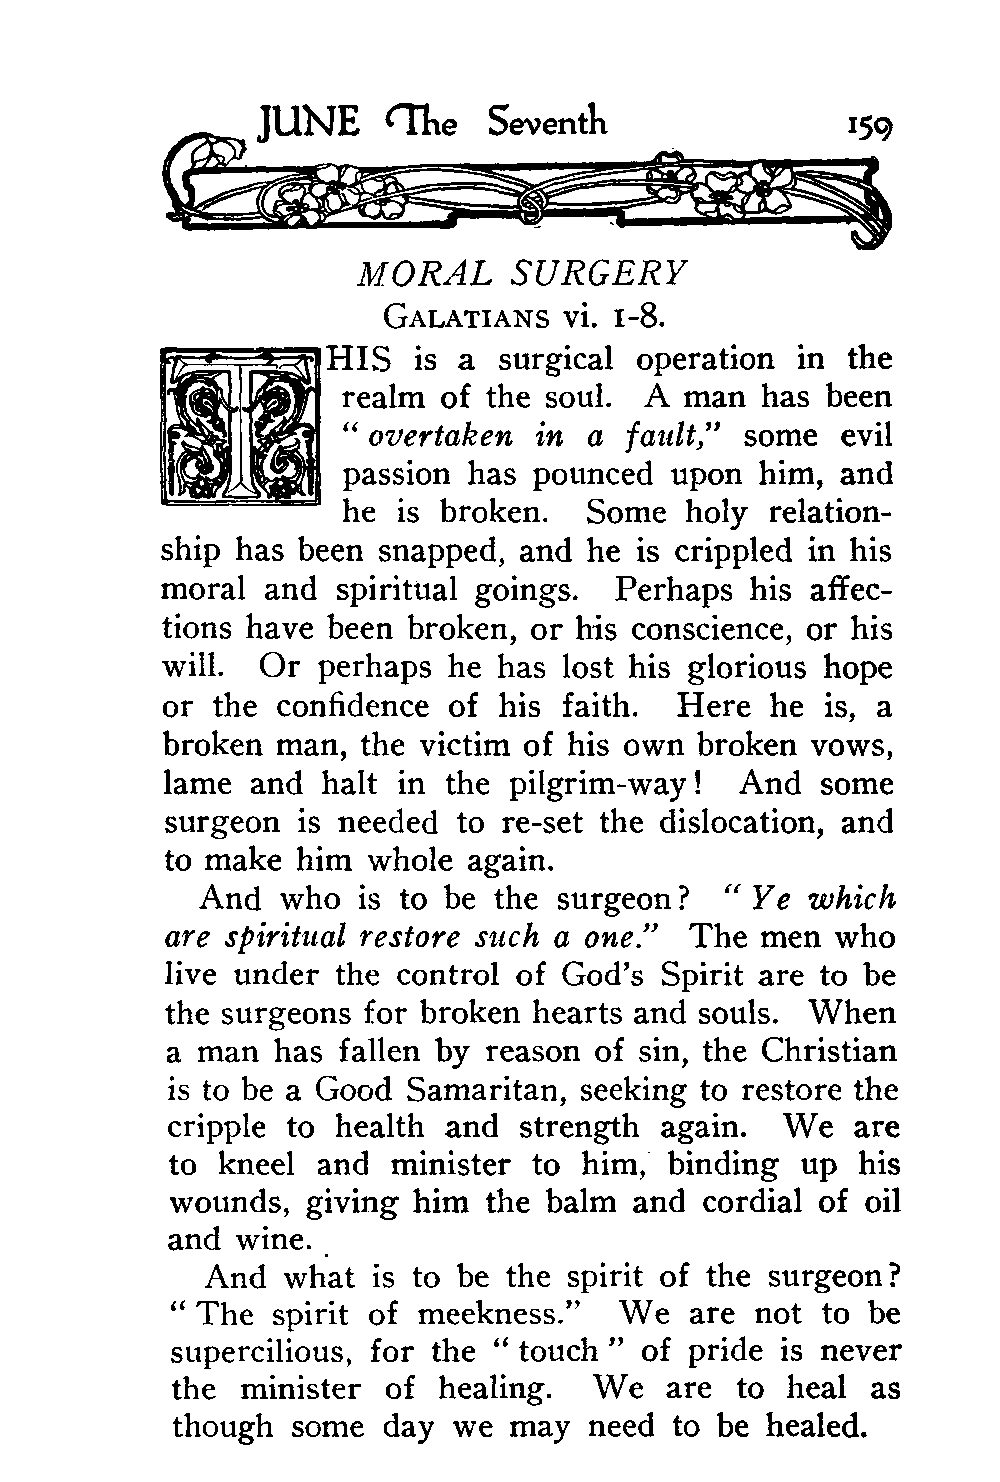 JUNE The Seventh 159
MORAL SURGERY
GALATIANS vi. 1-8.
THIS is a surgical operation in the
realm of the soul. A man has been
“ overtaken in a fault,” some evil
passion has pounced upon him, and
he is broken. Some holy relation-
ship has been snapped, and he is crippled in his
moral and spiritual goings. Perhaps his affec-
tions have been broken, or his conscience, or his
will. Or perhaps he has lost his glorious hope
or the confidence of his faith. Here he is, a
broken man, the victim of his own broken vows,
lame and halt in the pilgrim-way! And some
surgeon is needed to re-set the dislocation, and
to make him whole again.
And who is to be the surgeon? “ Ye which
are spiritual restore such a one.” The men who
live under the control of God’s Spirit are to be
the surgeons for broken hearts and souls. When
a man has fallen by reason of sin, the Christian
is to be a Good Samaritan, seeking to restore the
cripple to health and strength again. We are
to kneel and minister to him, binding up his
wounds, giving him the balm and cordial of oil
and wine.
And what is to be the spirit of the surgeon?
“ The spirit of meekness.” We are not to be
supercilious, for the “ touch ” of pride is never
the minister of healing. We are to heal as
though some day we may need to be healed.